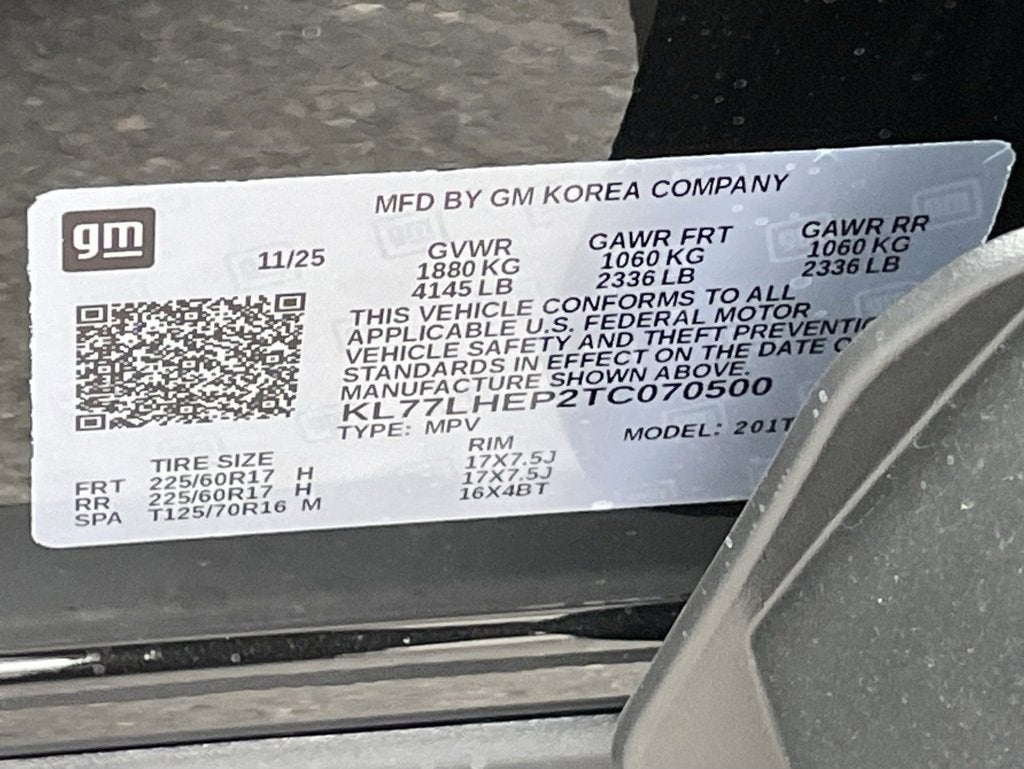 MFD BY GM KOREA COMPANY
gm
11/25
GVWR
1880 KG
4145 LB
GAWR FRT
1060 KG
2336 LB
GAWR RR
1060 KG
2336 LB
THIS VEHICLE CONFORMS TO ALL
APPLICABLE U.S. FEDERAL MOTOR
VEHICLE SAFETY AND THEFT
STANDARDS IN EFFECT ON THE DATE
MANUFACTURE SHOWN ABOVE.
KL77LHEP2TC070500
TYPE: MPV
MODEL: 201T
TIRE SIZE
RIM
FRT 225/60R17 H 17X7.5J
RR 225/60R17 H 17X7.5J
SPA T125/70R16 M 16X4BT